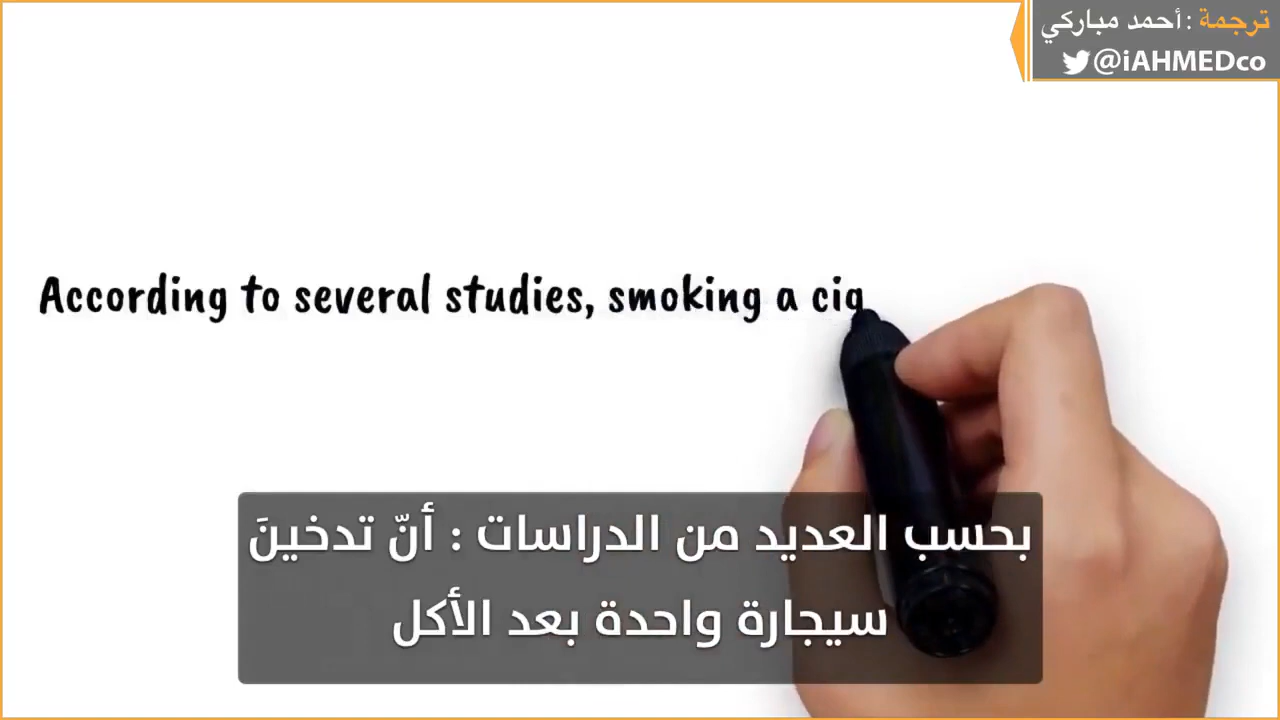 ترجمة : أحمد مباركي
@iAHMEDco
According to several studies, smoking a cig
بحسب العديد من الدراسات : أنّ تدخينَ
سيجارة واحدة بعد الأكل